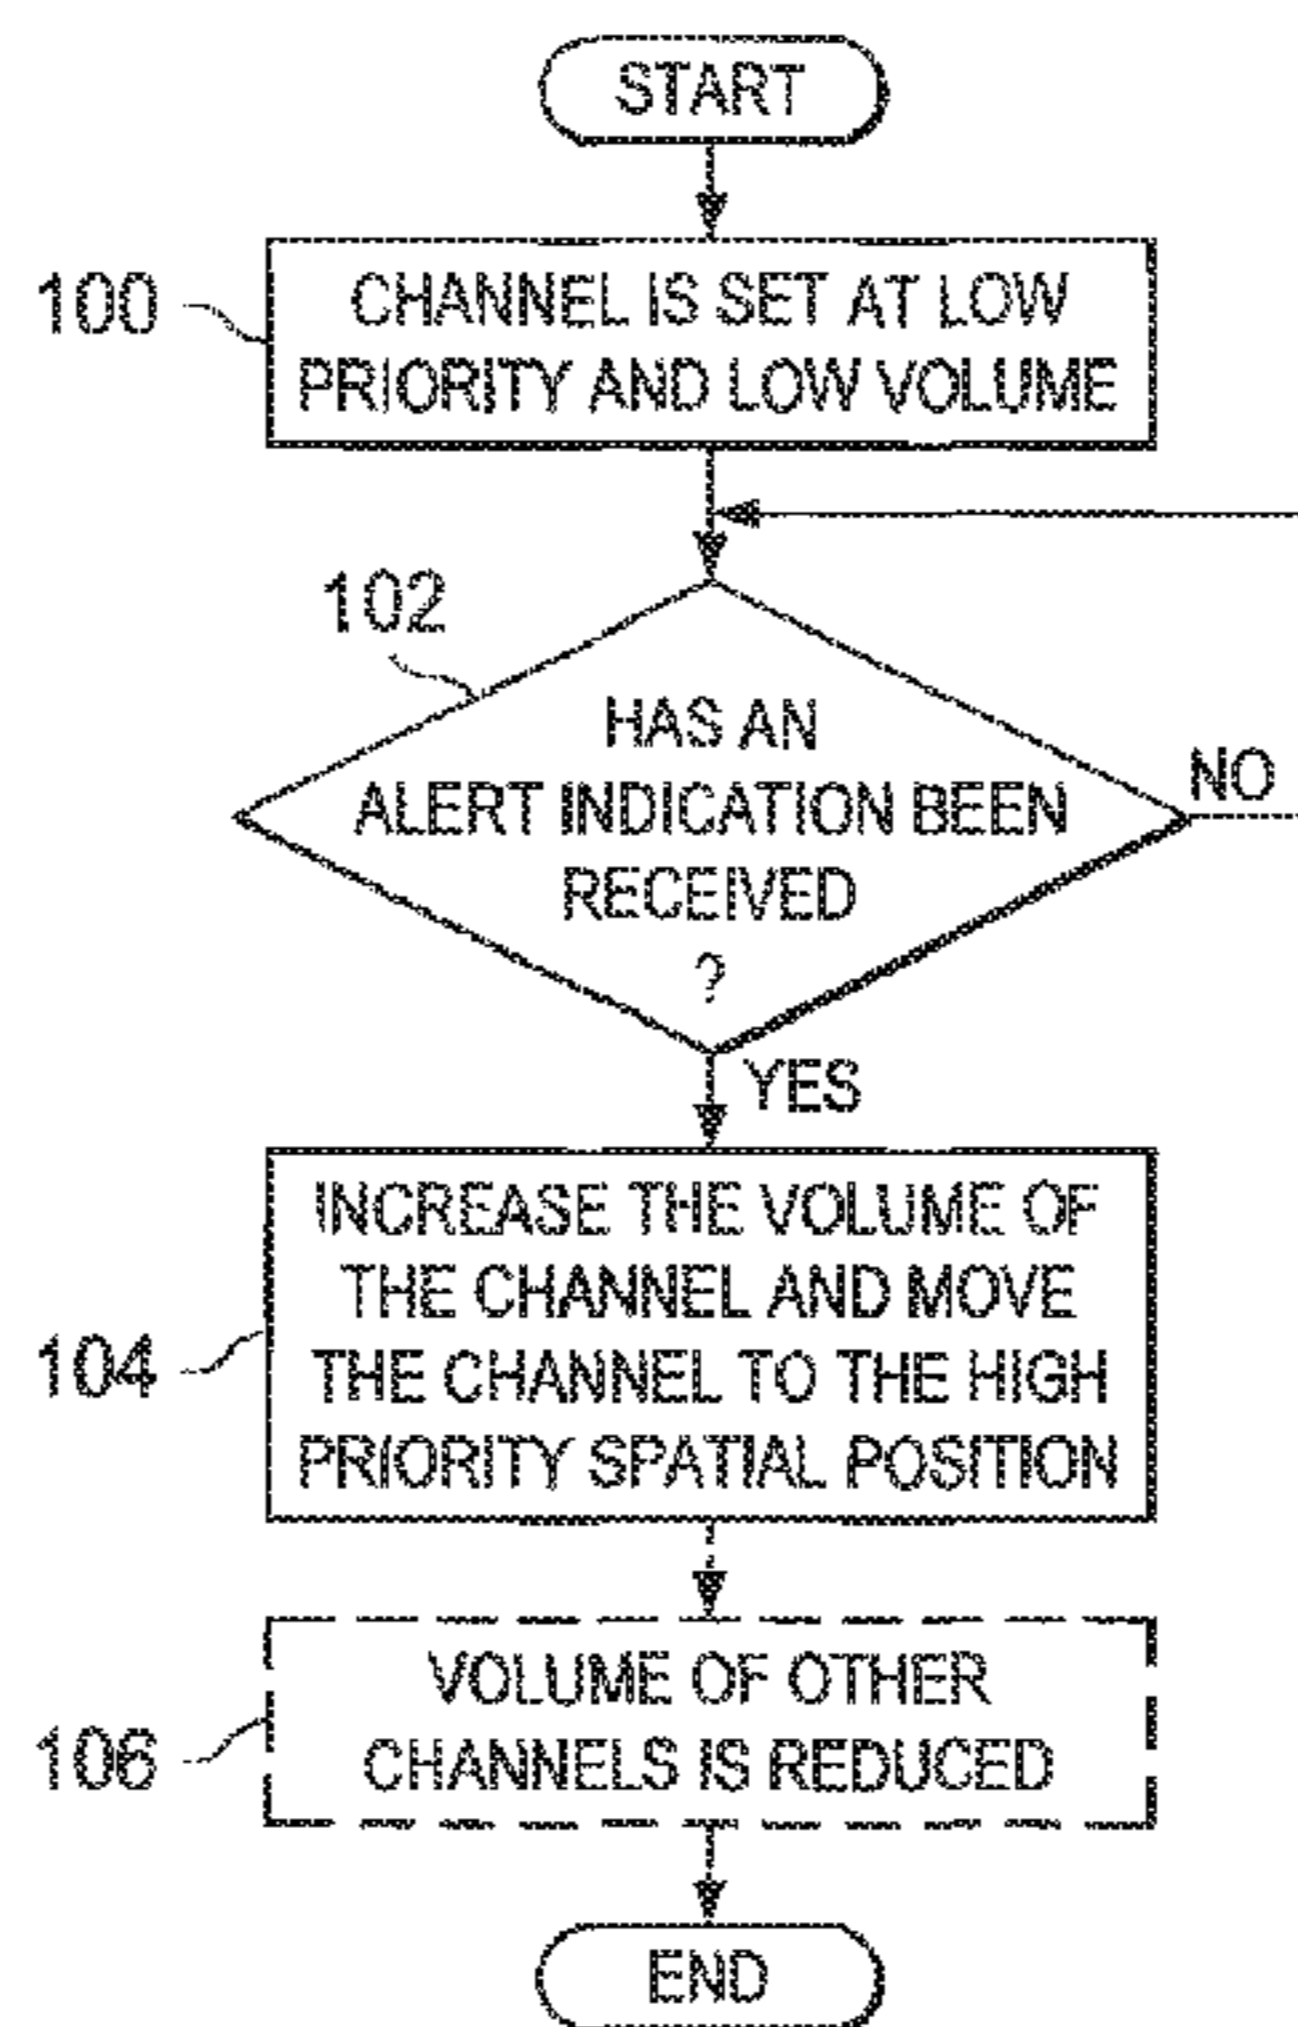 START
100
CHANNEL IS SET AT LOW
PRIORITY AND LOW VOLUME
102
HAS AN
ALERT INDICATION BEEN
RECEIVED
?
NO
YES
104
INCREASE THE VOLUME OF
THE CHANNEL AND MOVE
THE CHANNEL TO THE HIGH
PRIORITY SPATIAL POSITION
106
VOLUME OF OTHER
CHANNELS IS REDUCED
END